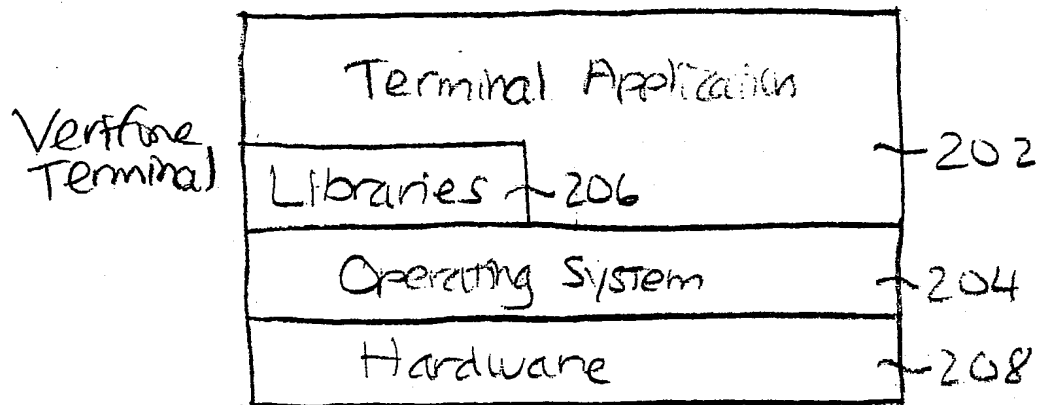 Terminal Application
Verifone
Terminal
202
Libraries 206
Operating System 204
Hardware 208